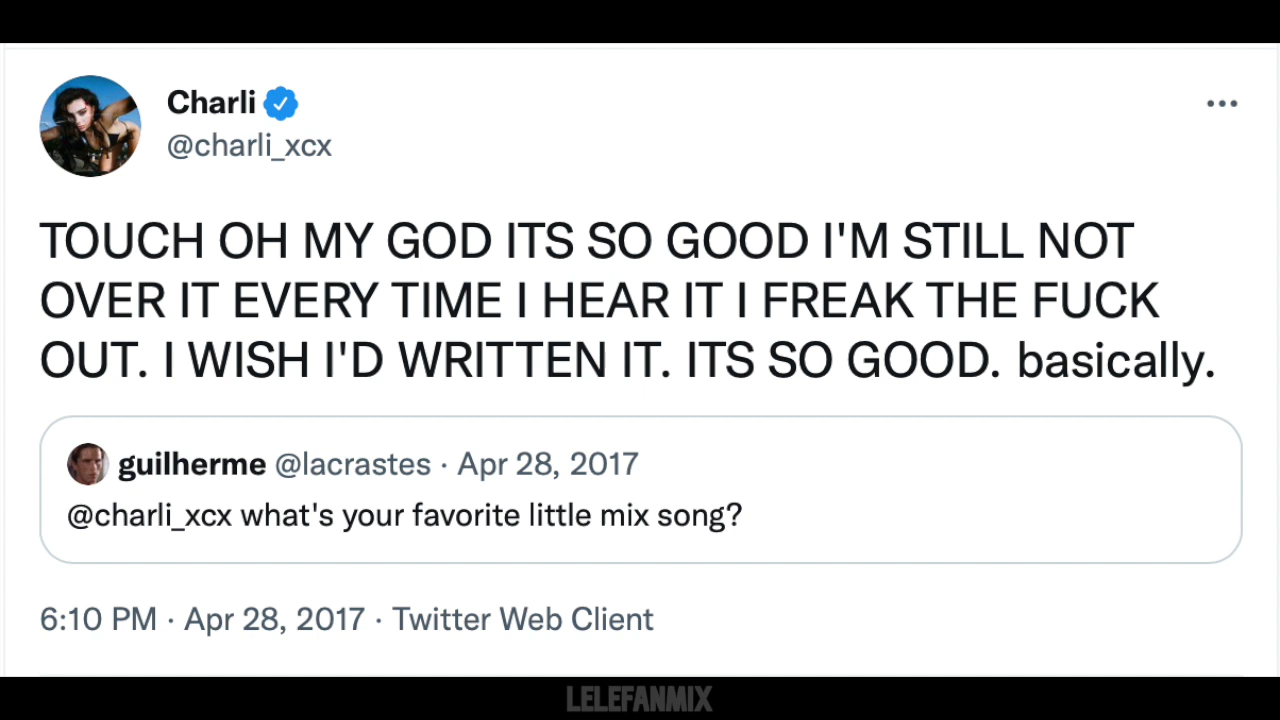 Charli
@charli_xcx
TOUCH OH MY GOD ITS SO GOOD I'M STILL NOT
OVER IT EVERY TIME I HEAR IT I FREAK THE FUCK
OUT. I WISH I'D WRITTEN IT. ITS SO GOOD. basically.
guilherme @lacrastes · Apr 28, 2017
@charli_xcx what's your favorite little mix song?
6:10 PM · Apr 28, 2017 · Twitter Web Client
LELEFANMIX